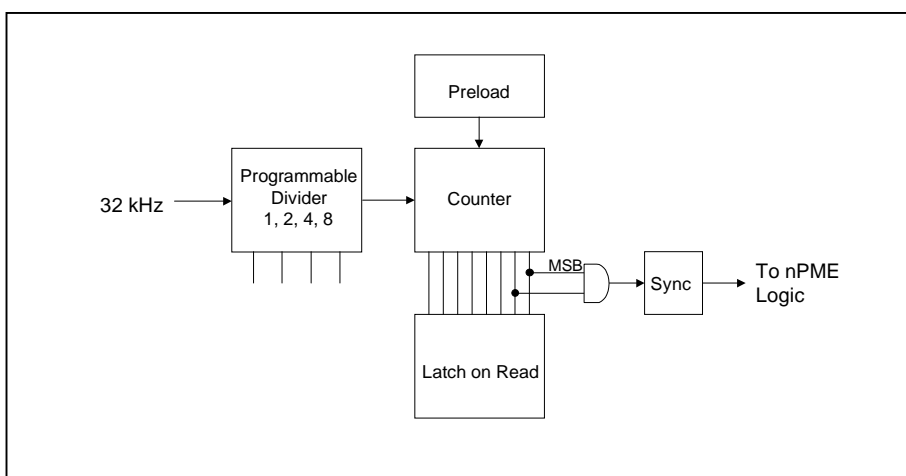 Preload
Programmable
Divider
1, 2, 4, 8
32 kHz
Counter
MSB
Sync
To nPME
Logic
Latch on Read